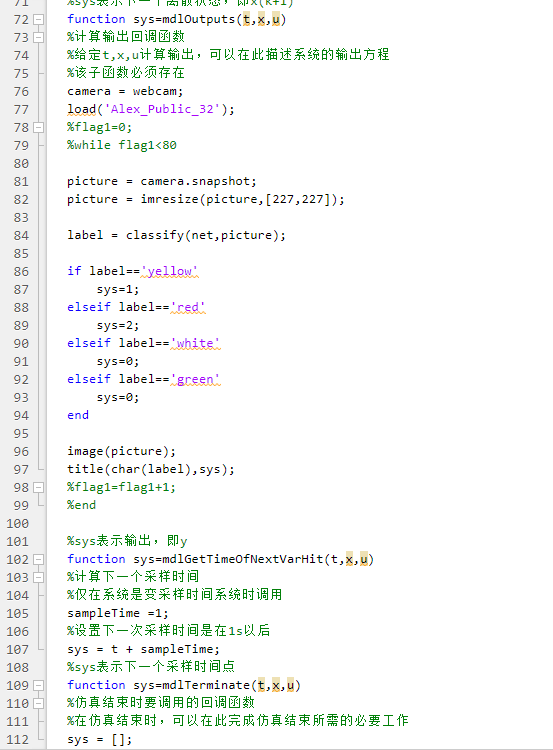 71 %sys表示下一个离散状态，即x(k+1)
72 function sys=mdlOutputs(t,x,u)
73 %计算输出回调函数
74 %给定t,x,u计算输出，可以在此描述系统的输出方程
75 %该子函数必须存在
76 camera = webcam;
77 load('Alex_Public_32');
78 %flag1=0;
79 %while flag1<80
80
81 picture = camera.snapshot;
82 picture = imresize(picture,[227,227]);
83
84 label = classify(net,picture);
85
86 if label=='yellow'
87 sys=1;
88 elseif label=='red'
89 sys=2;
90 elseif label=='white'
91 sys=0;
92 elseif label=='green'
93 sys=0;
94 end
95
96 image(picture);
97 title(char(label),sys);
98 %flag1=flag1+1;
99 %end
100
101 %sys表示输出，即y
102 function sys=mdlGetTimeOfNextVarHit(t,x,u)
103 %计算下一个采样时间
104 %仅在系统是变采样时间系统时调用
105 sampleTime =1;
106 %设置下一次采样时间是在1s以后
107 sys = t + sampleTime;
108 %sys表示下一个采样时间点
109 function sys=mdlTerminate(t,x,u)
110 %仿真结束时要调用的回调函数
111 %在仿真结束时，可以在此完成仿真结束所需的必要工作
112 sys = [];